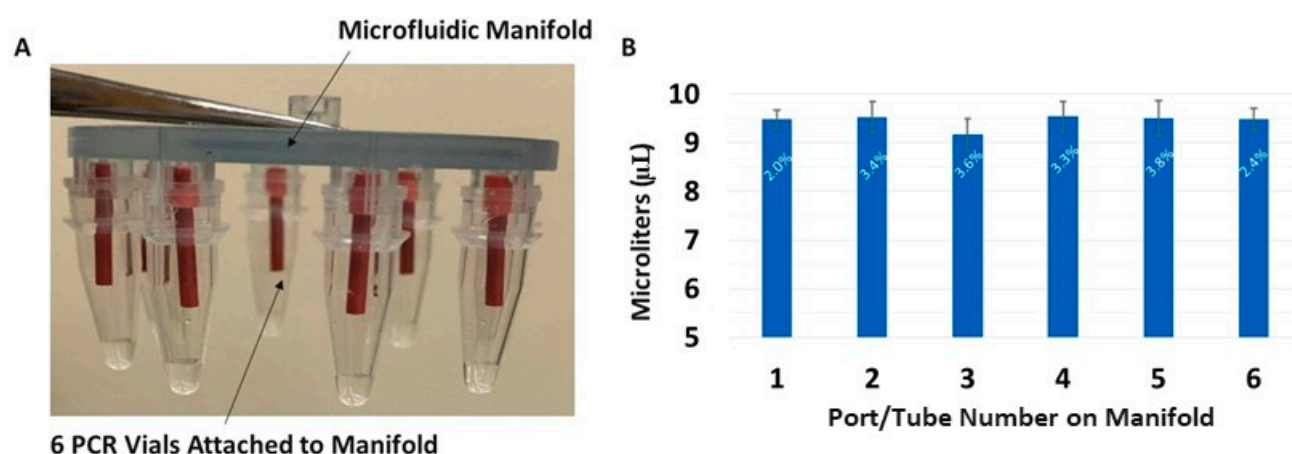 Microfluidic Manifold
A
6 PCR Vials Attached to Manifold
B
10
9
8
7
6
5
Microliters (µl)
2.0%
3.4%
3.6%
3.3%
3.8%
2.4%
1 2 3 4 5 6
Port/Tube Number on Manifold